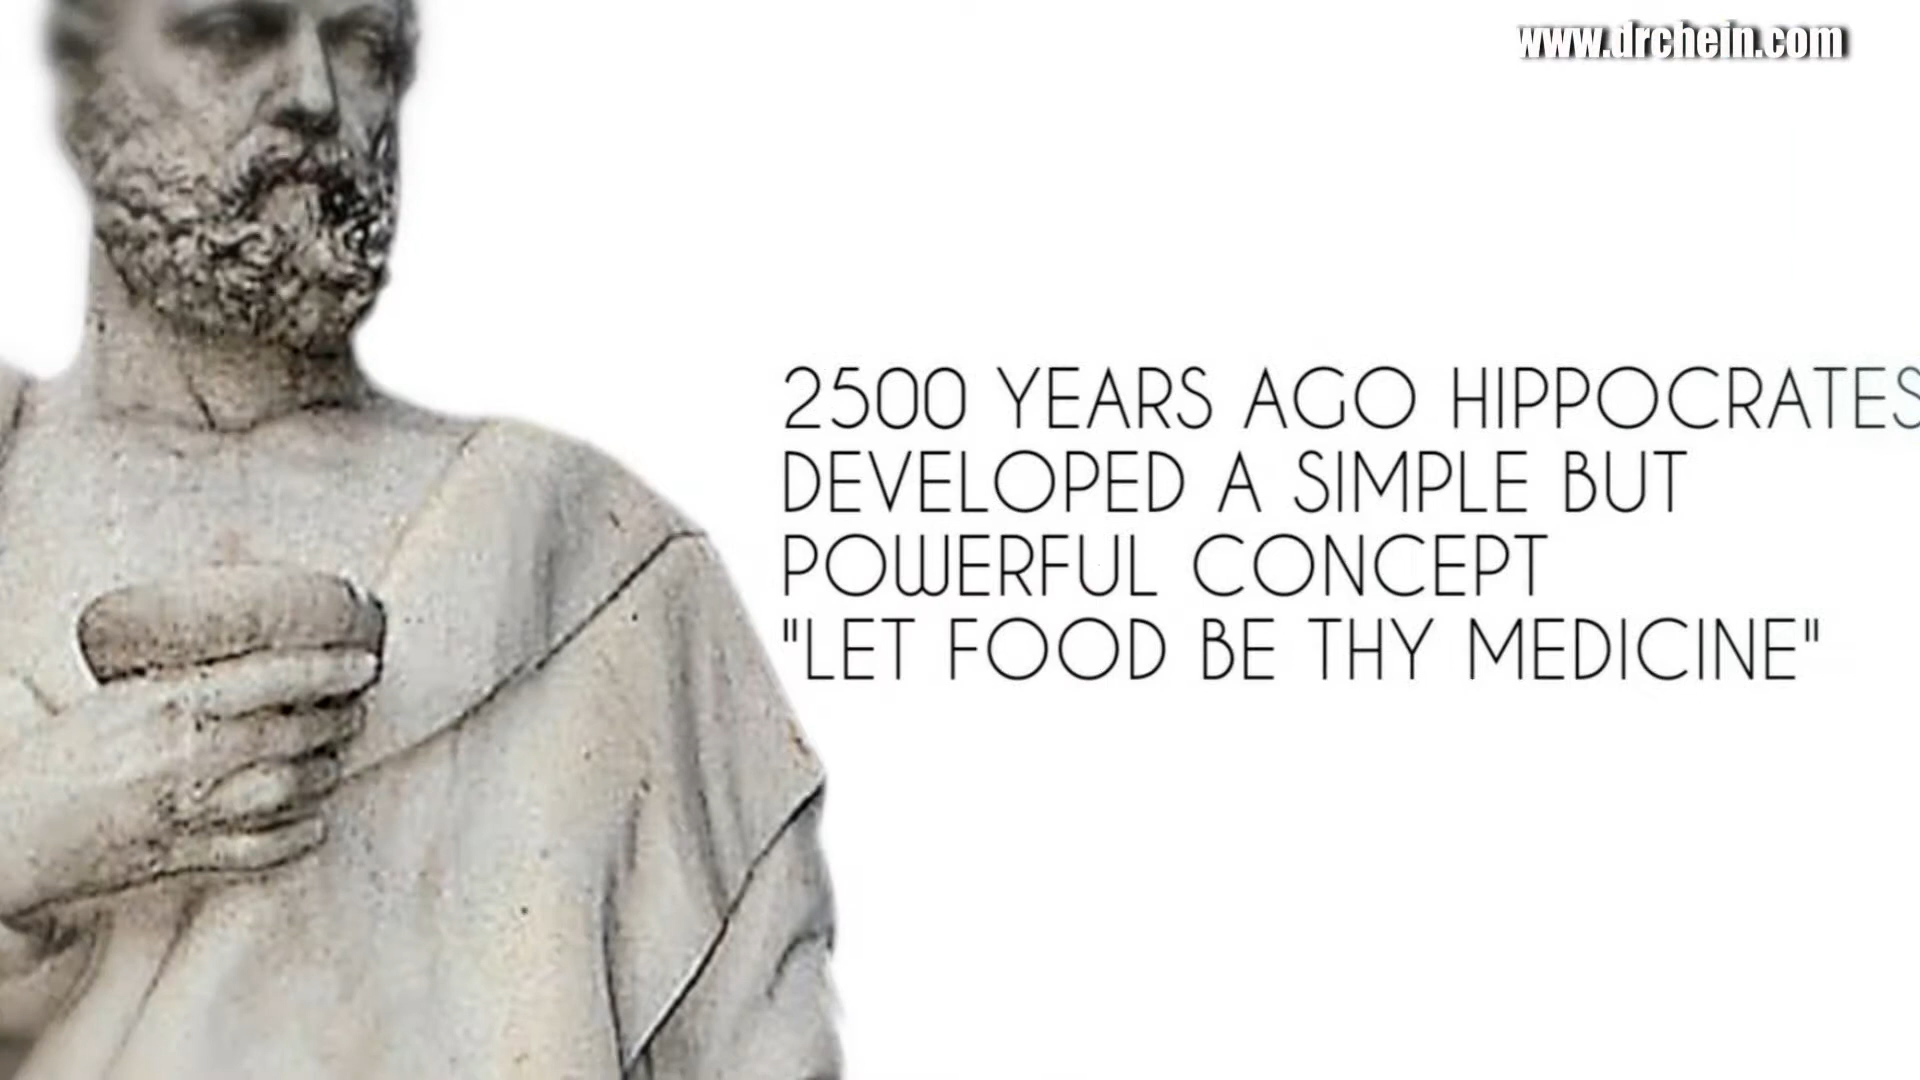 www.drchein.com
2500 YEARS AGO HIPPOCRATES
DEVELOPED A SIMPLE BUT
POWERFUL CONCEPT
"LET FOOD BE THY MEDICINE"